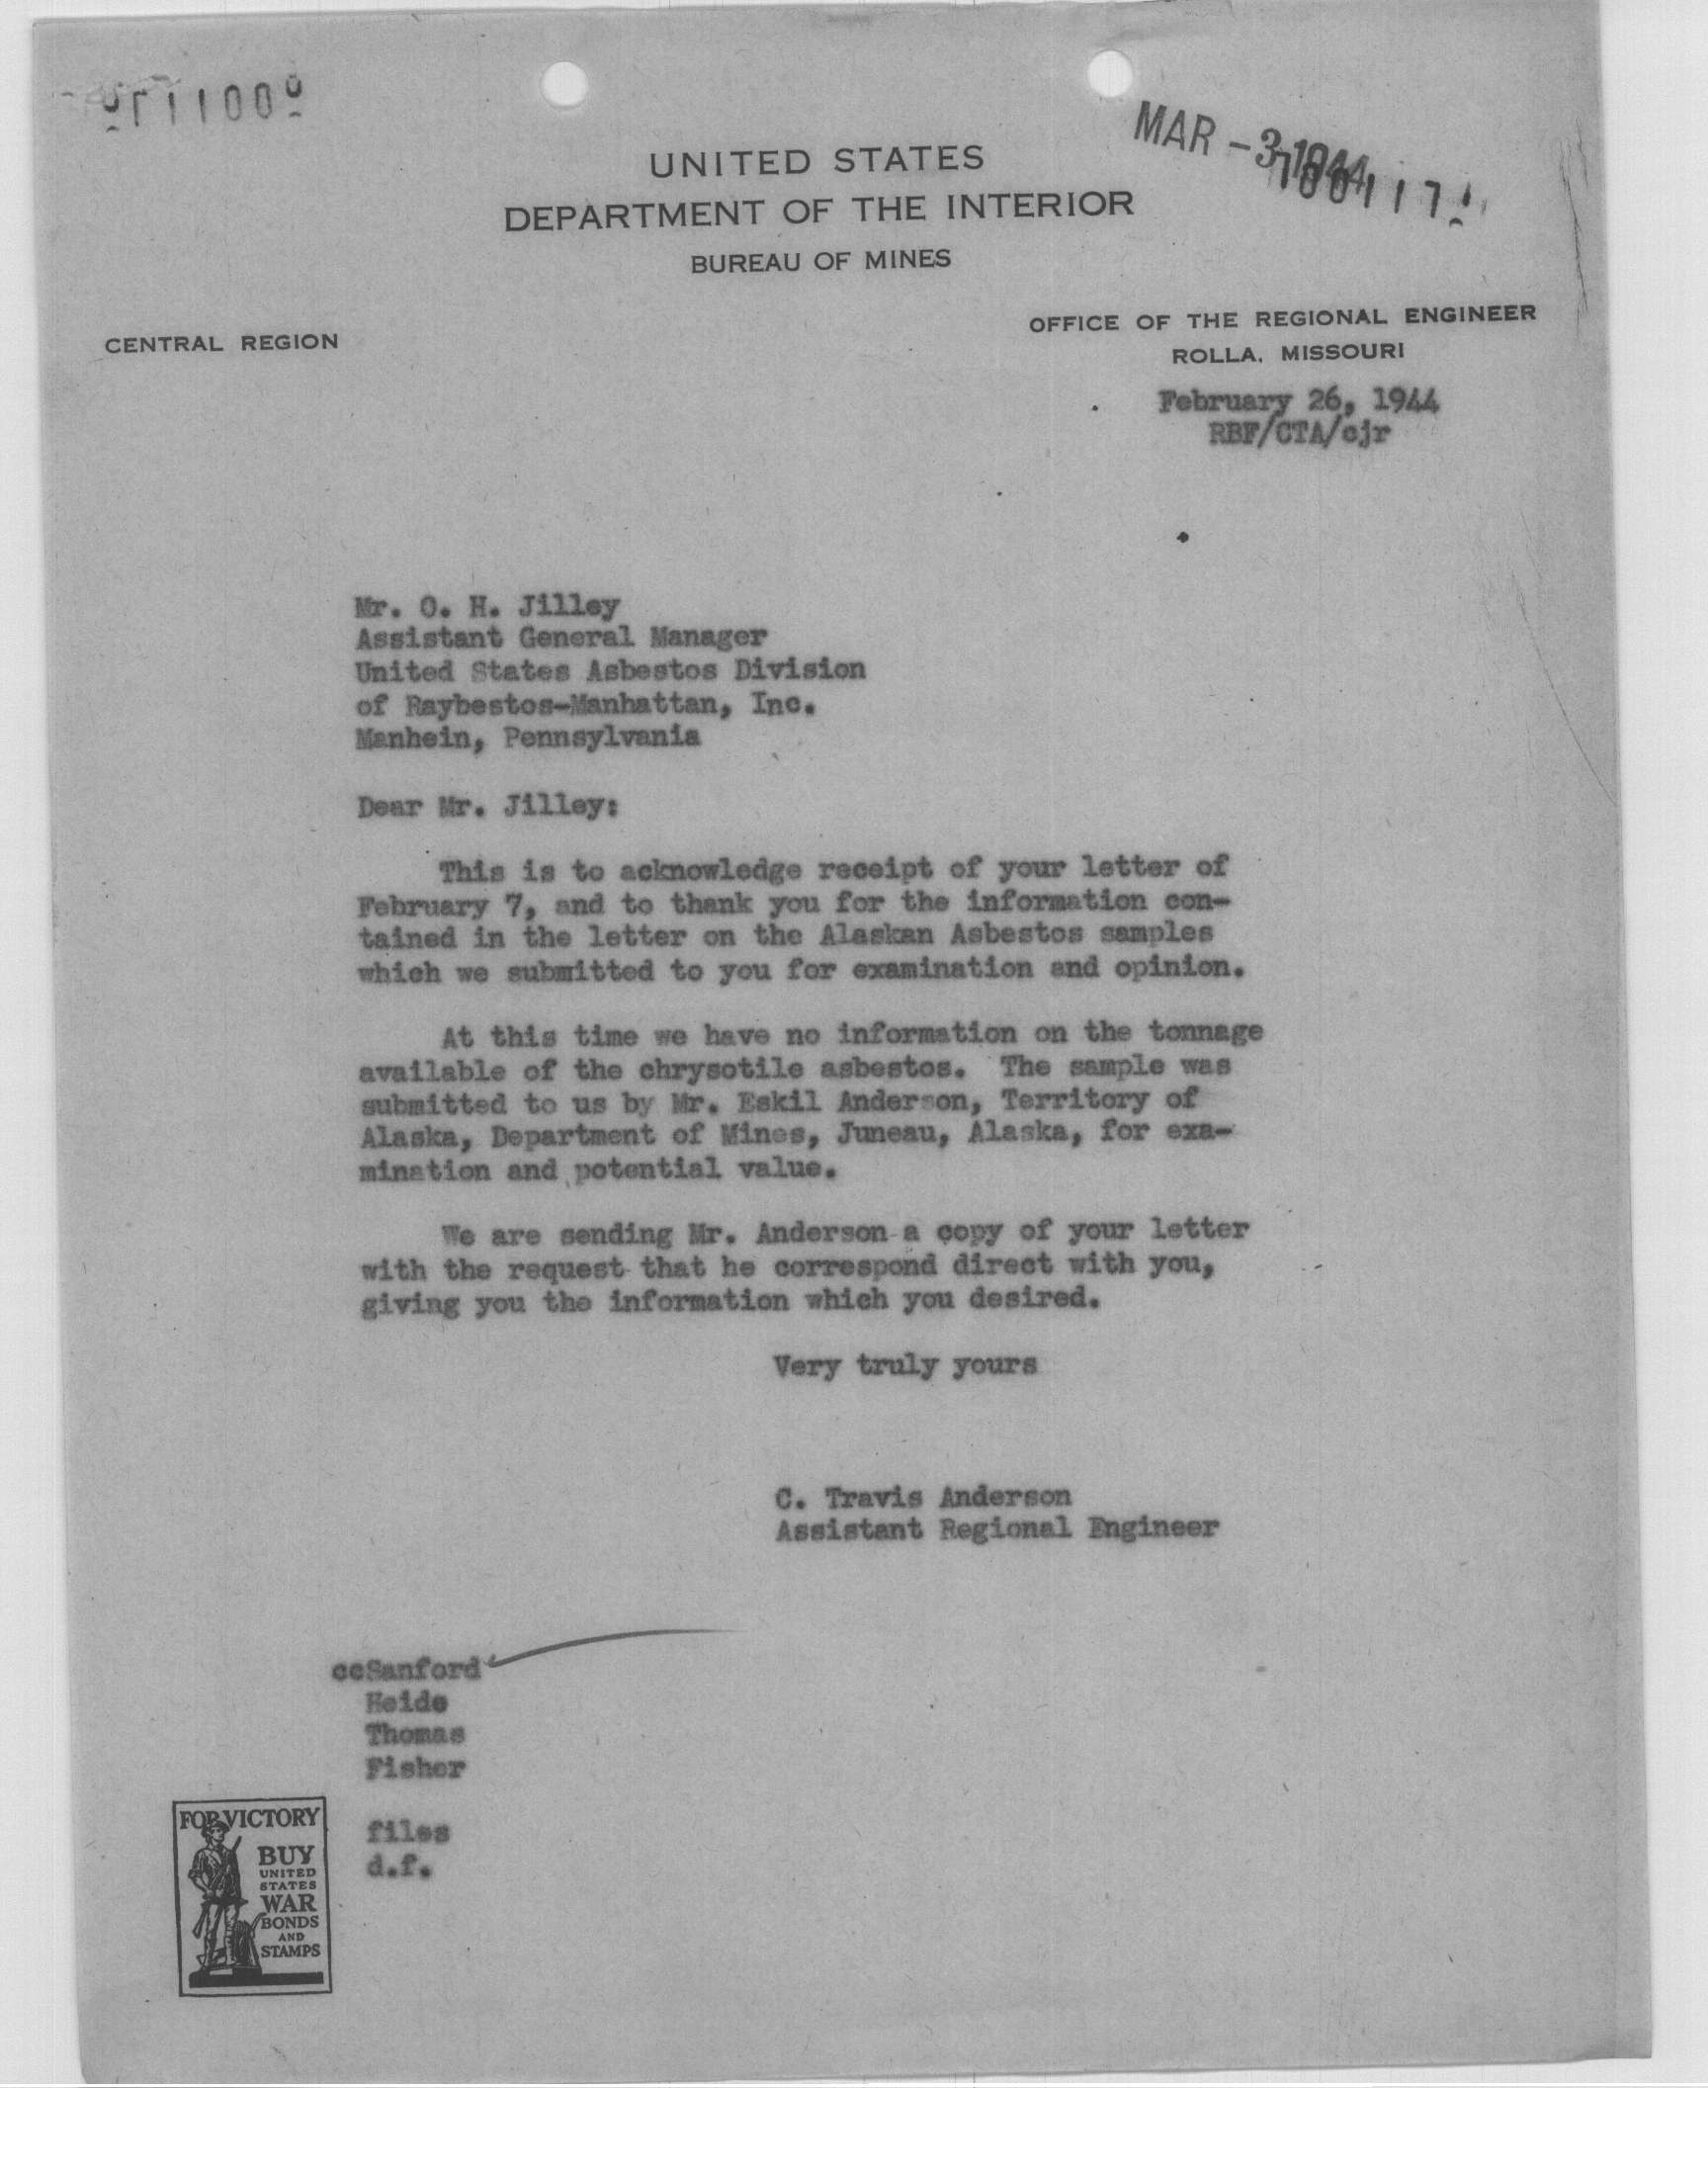 MAR - 3 1944
UNITED STATES
DEPARTMENT OF THE INTERIOR
BUREAU OF MINES
CENTRAL REGION
OFFICE OF THE REGIONAL ENGINEER
ROLLA, MISSOURI
February 26, 1944
RBF/CTA/cjr
Mr. O. H. Jilley
Assistant General Manager
United States Asbestos Division
of Raybestos-Manhattan, Inc.
Manhein, Pennsylvania
Dear Mr. Jilley:
This is to acknowledge receipt of your letter of
February 7, and to thank you for the information con-
tained in the letter on the Alaskan Asbestos samples
which we submitted to you for examination and opinion.
At this time we have no information on the tonnage
available of the chrysotile asbestos. The sample was
submitted to us by Mr. Eskil Anderson, Territory of
Alaska, Department of Mines, Juneau, Alaska, for exa-
mination and potential value.
We are sending Mr. Anderson a copy of your letter
with the request that he correspond direct with you,
giving you the information which you desired.
Very truly yours
C. Travis Anderson
Assistant Regional Engineer
ccSanford
Heide
Thomas
Fisher
files
d.f.
FOR VICTORY
BUY
UNITED
STATES
WAR
BONDS
AND
STAMPS